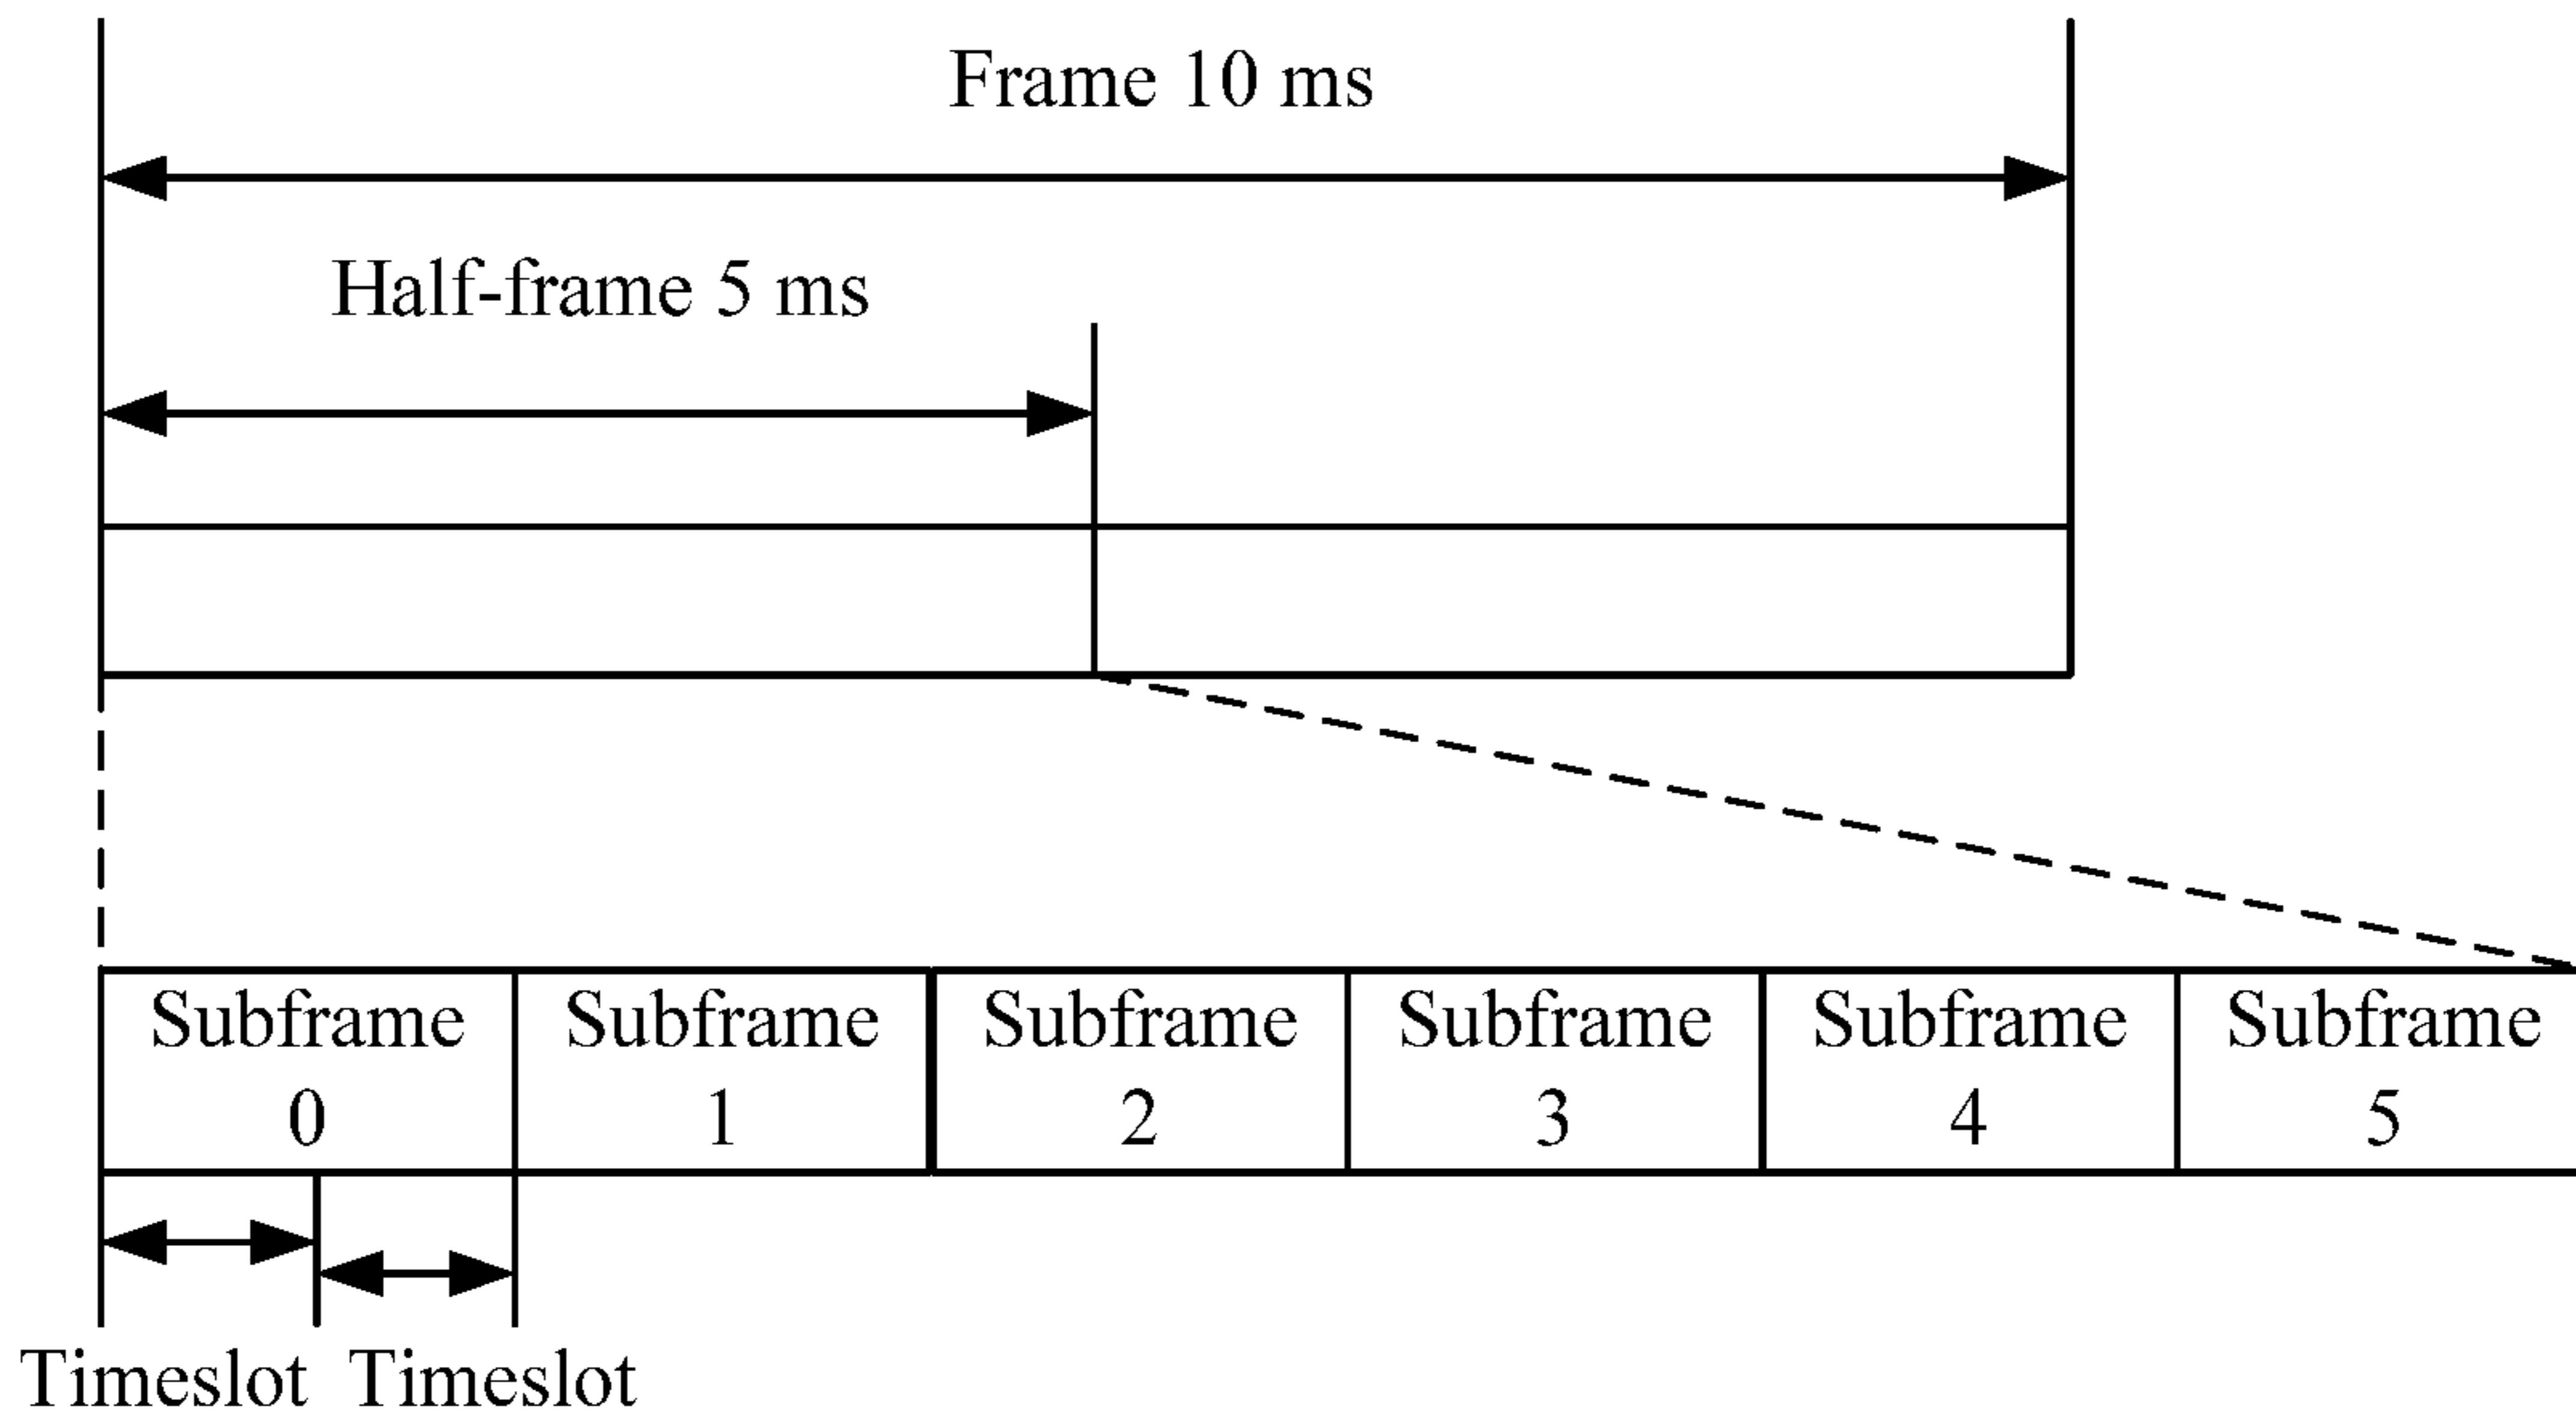 Frame 10 ms
Half-frame 5 ms
Subframe 0
Subframe 1
Subframe 2
Subframe 3
Subframe 4
Subframe 5
Timeslot Timeslot